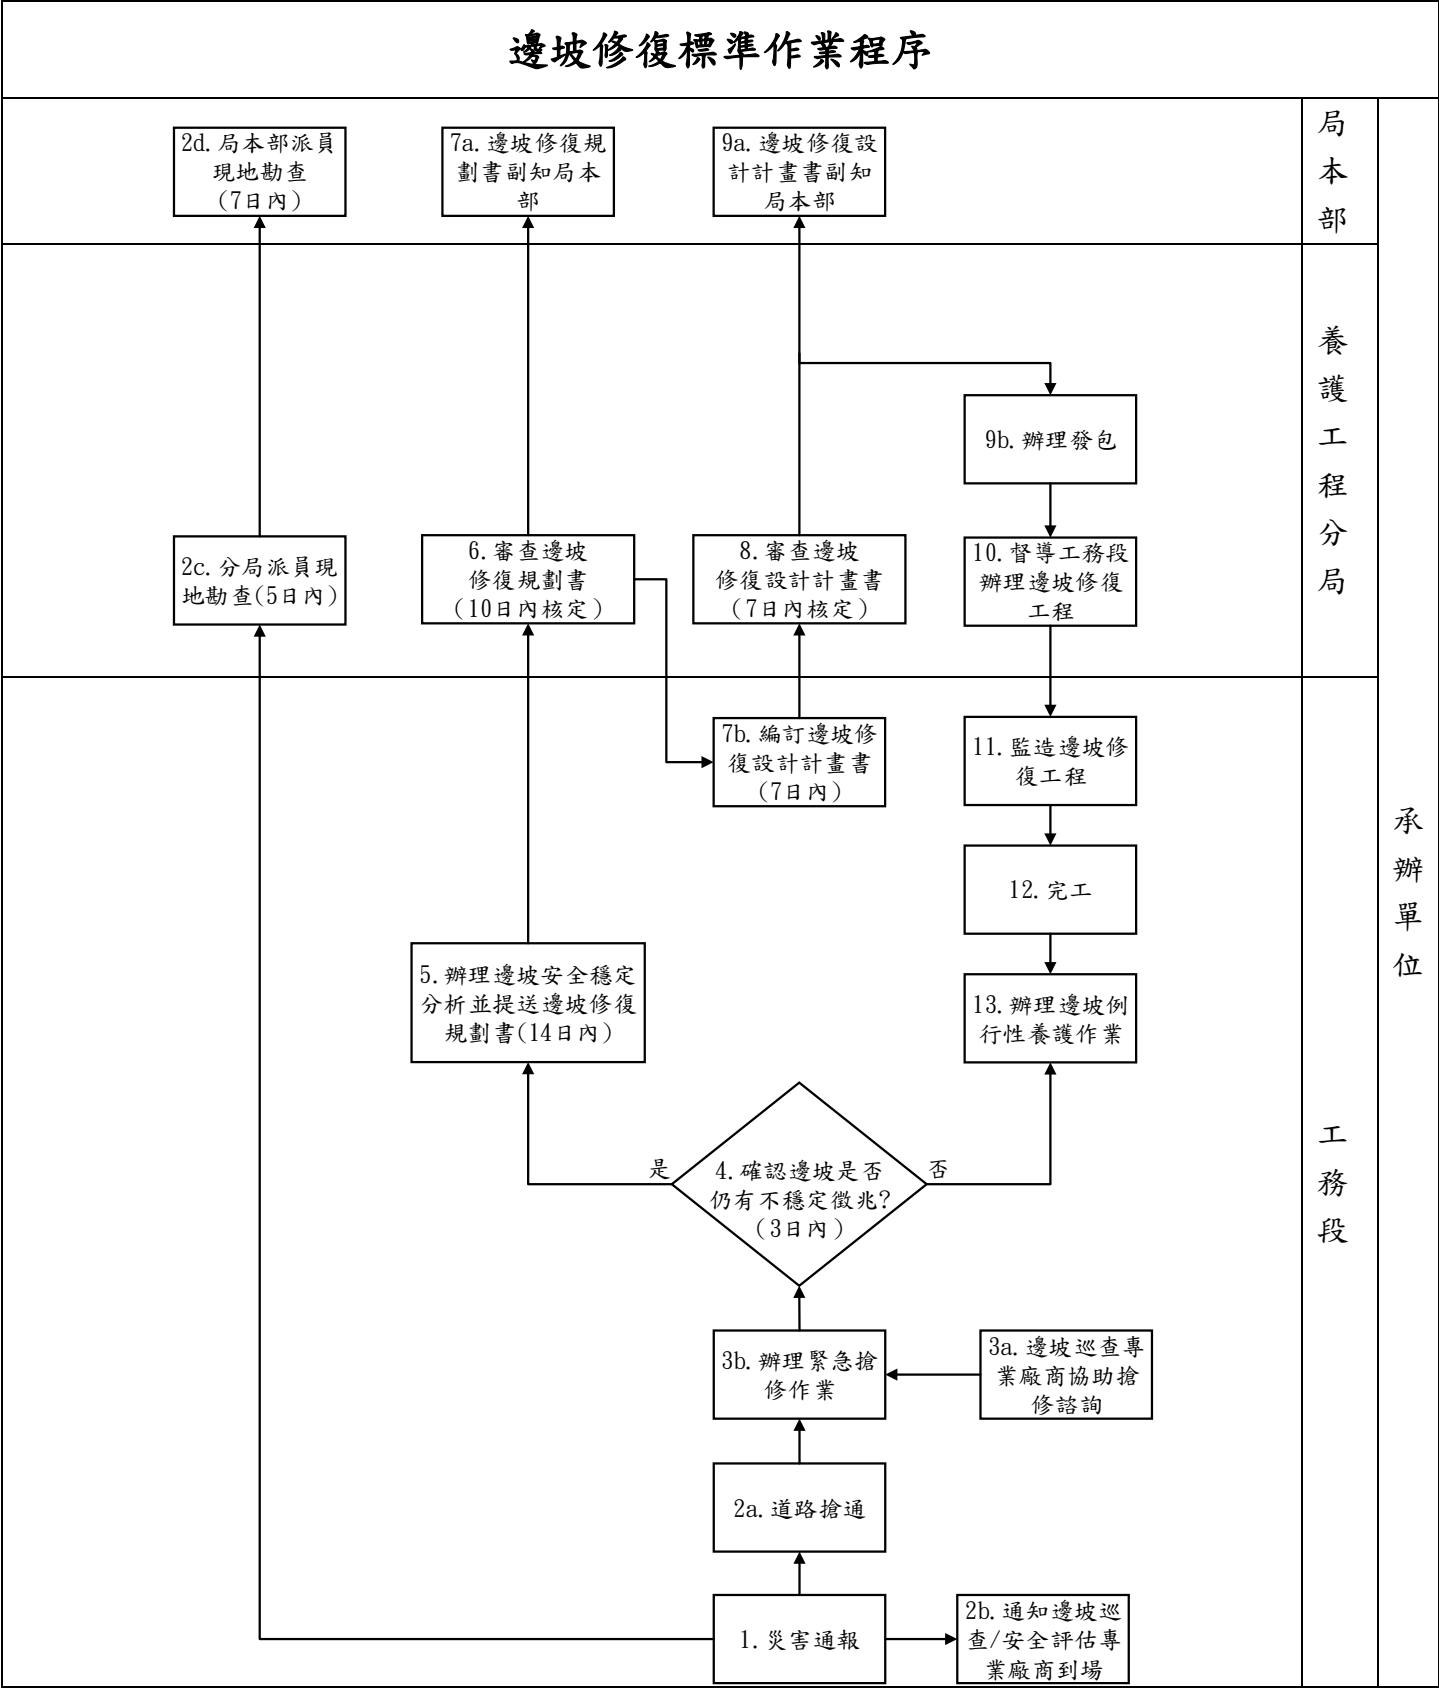 邊坡修復標準作業程序
2d.局本部派員
現地勘查
(7日內)
7a.邊坡修復規
劃書副知局本
部
9a.邊坡修復設
計計畫書副知
局本部
局
本
部
養
護
工
程
分
局
9b.辦理發包
2c.分局派員現
地勘查(5日內)
6.審查邊坡
修復規劃書
(10日內核定)
8.審查邊坡
修復設計計畫書
(7日內核定)
10.督導工務段
辦理邊坡修復
工程
7b.編訂邊坡修
復設計計畫書
(7日內)
11.監造邊坡修
復工程
12.完工
承
辦
單
位
5.辦理邊坡安全穩定
分析並提送邊坡修復
規劃書(14日內)
13.辦理邊坡例
行性養護作業
工
務
段
是
4.確認邊坡是否
仍有不穩定徵兆?
(3日內)
否
3b.辦理緊急搶
修作業
3a.邊坡巡查專
業廠商協助搶
修諮詢
2a.道路搶通
1.災害通報
2b.通知邊坡巡
查/安全評估專
業廠商到場